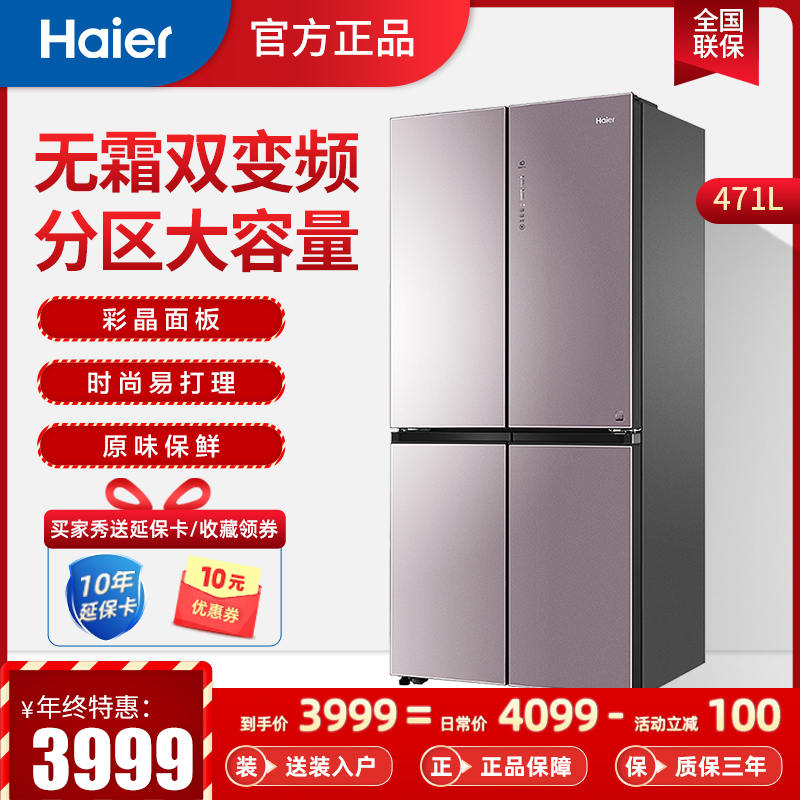 Haier
官方正品
全国
联保
无霜双变频
分区大容量
Haier
471L
彩晶面板
时尚易打理
原味保鲜
买家秀送延保卡/收藏领券
10年
延保卡
10元
优惠券
¥年终特惠:
3999
到手价 3999 = 日常价 4099 - 活动立减 100
装 送装入户 正 正品保障 保 质保三年